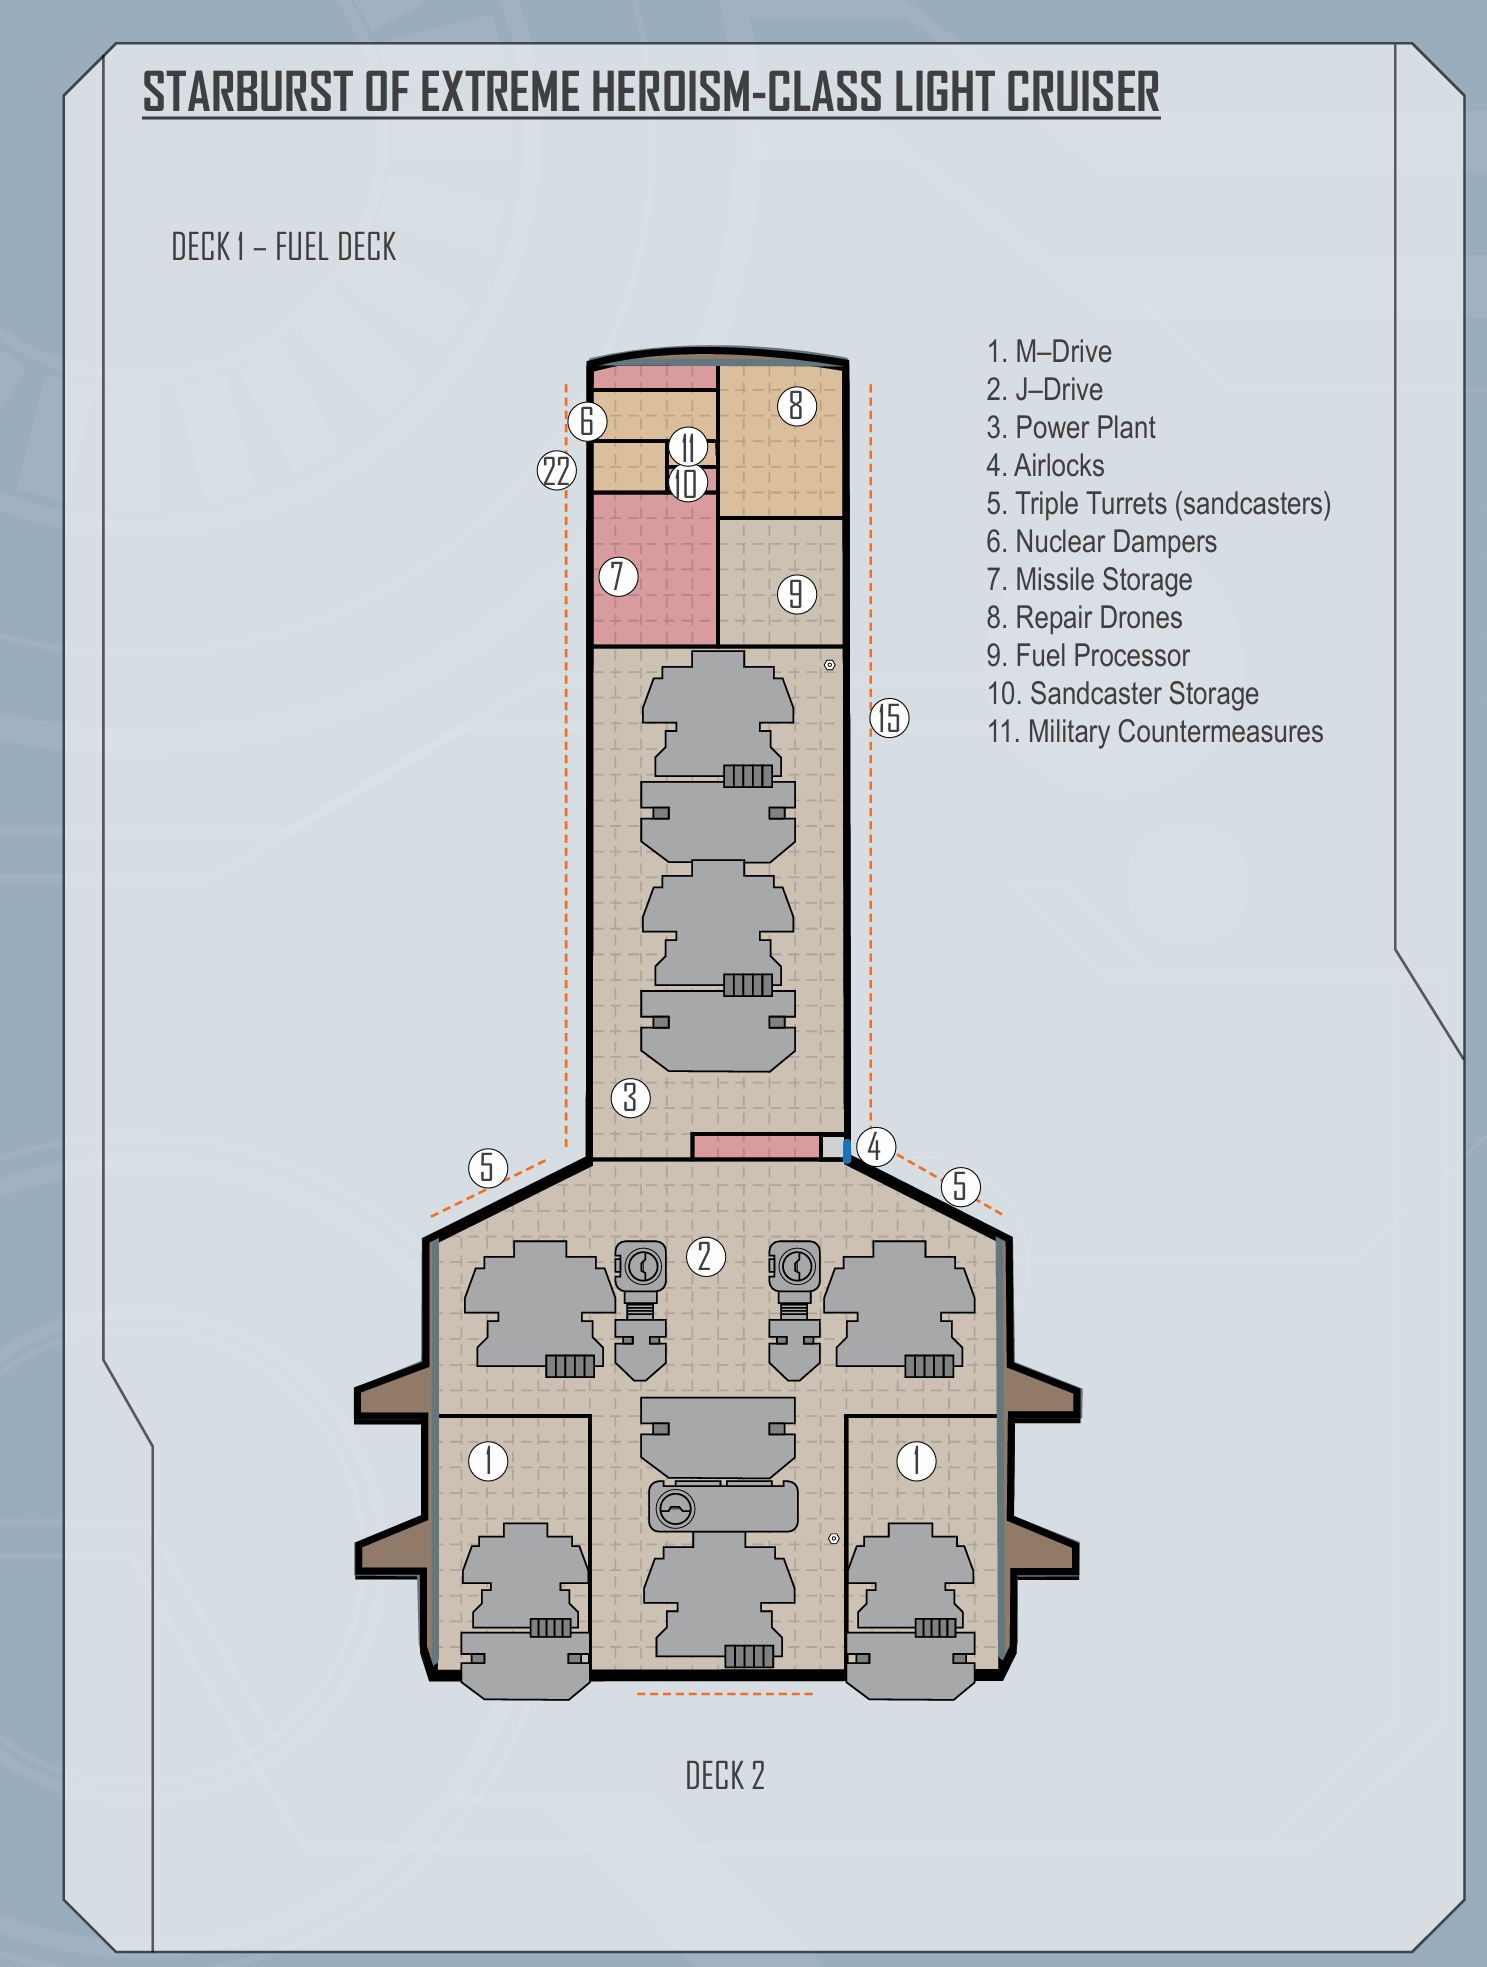 STARBURST OF EXTREME HEROISM-CLASS LIGHT CRUISER
DECK 1 – FUEL DECK
1. M–Drive
2. J–Drive
3. Power Plant
4. Airlocks
5. Triple Turrets (sandcasters)
6. Nuclear Dampers
7. Missile Storage
8. Repair Drones
9. Fuel Processor
10. Sandcaster Storage
11. Military Countermeasures
8
6
11
22
10
7
9
15
3
4
5
5
2
1
1
DECK 2